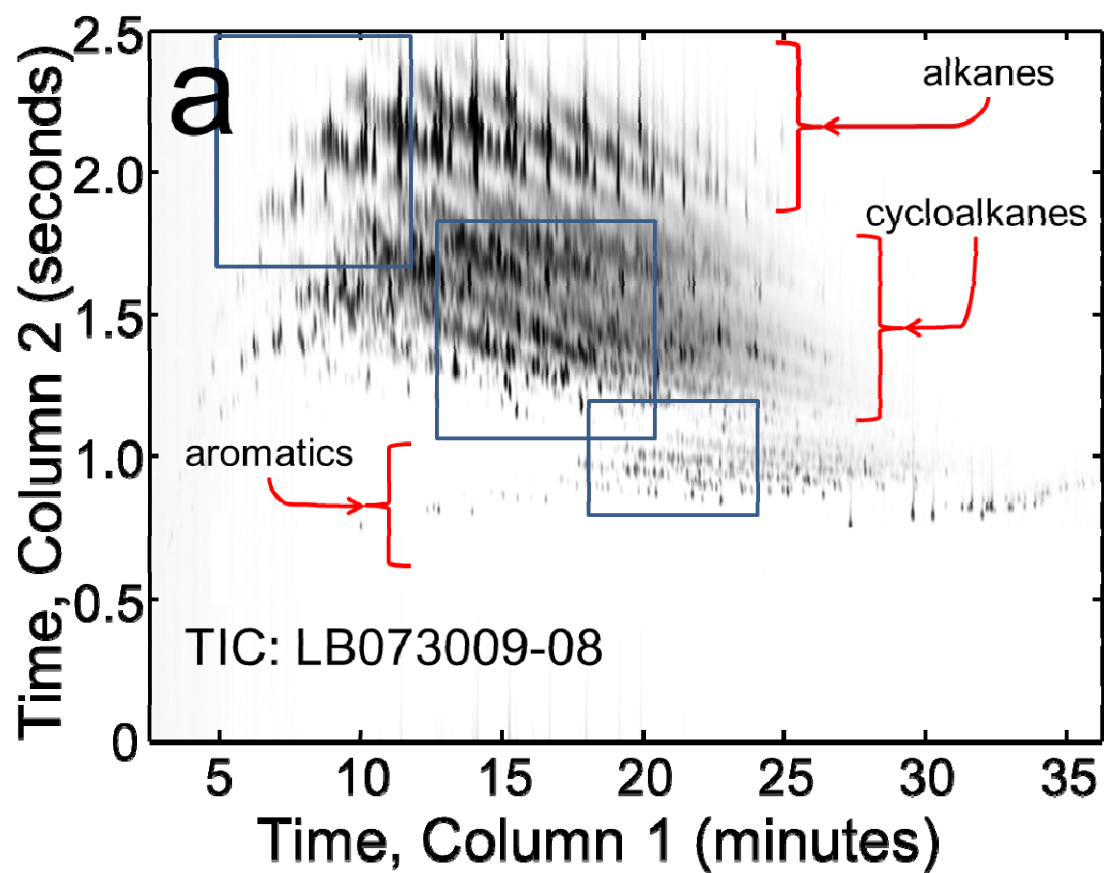 a
alkanes
cycloalkanes
aromatics
TIC: LB073009-08
Time, Column 2 (seconds)
2.5
2.0
1.5
1.0
0.5
0
5 10 15 20 25 30 35
Time, Column 1 (minutes)